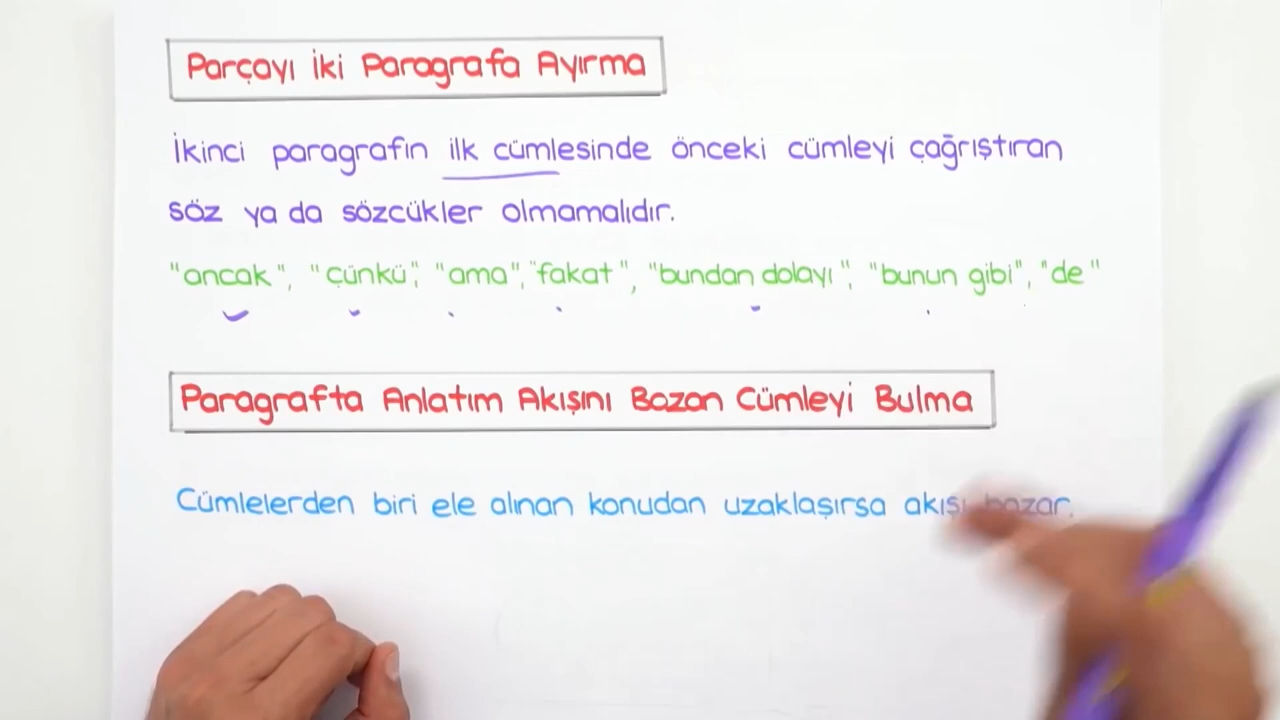 Parçayı İki Paragrafa Ayırma
İkinci paragrafın ilk cümlesinde önceki cümleyi çağrıştıran
söz ya da sözcükler olmamalıdır.
"ancak", "çünkü", "ama", "fakat", "bundan dolayı", "bunun gibi", "de"
Paragrafta Anlatım Akışını Bozan Cümleyi Bulma
Cümlelerden biri ele alınan konudan uzaklaşırsa akışı bozar.